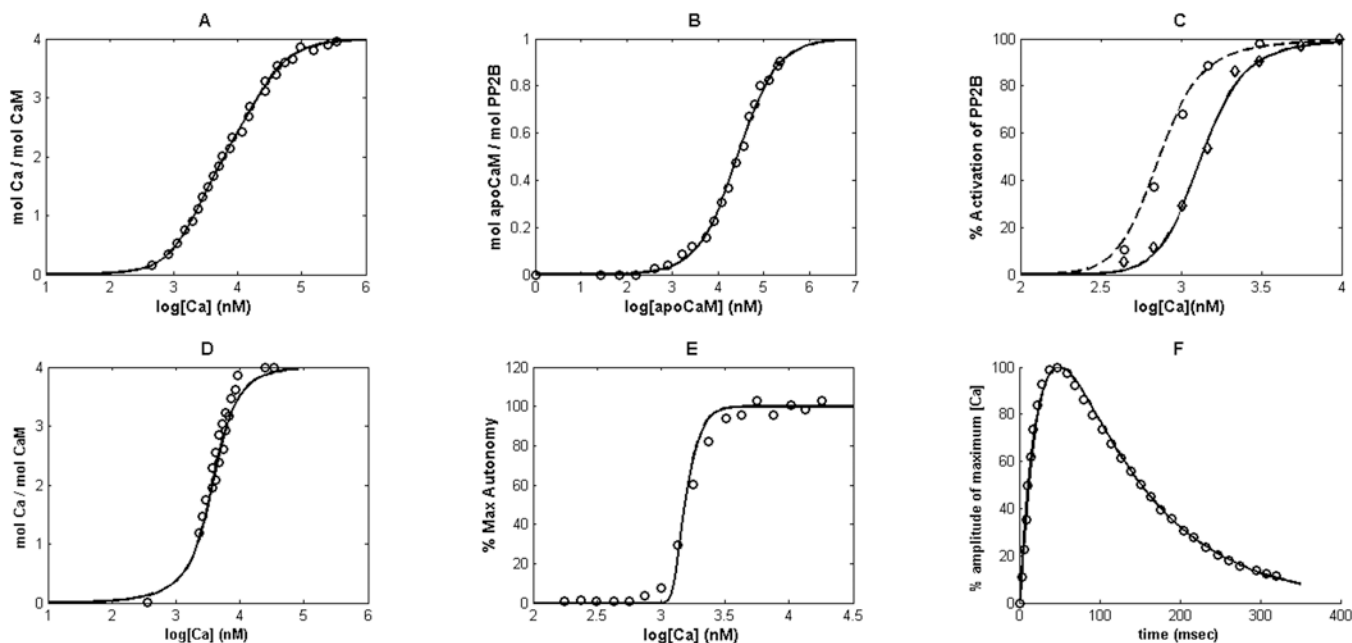 A
mol Ca / mol CaM
4
3
2
1
0
1 2 3 4 5 6
log[Ca] (nM)
B
mol apoCaM / mol PP2B
1
0.8
0.6
0.4
0.2
0
0 1 2 3 4 5 6 7
log[apoCaM] (nM)
C
% Activation of PP2B
100
80
60
40
20
0
2 2.5 3 3.5 4
log[Ca](nM)
D
mol Ca / mol CaM
4
3
2
1
0
1 2 3 4 5 6
log[Ca] (nM)
E
% Max Autonomy
120
100
80
60
40
20
0
2 2.5 3 3.5 4 4.5
log[Ca] (nM)
F
% amplitude of maximum [Ca]
100
80
60
40
20
0
0 100 200 300 400
time (msec)